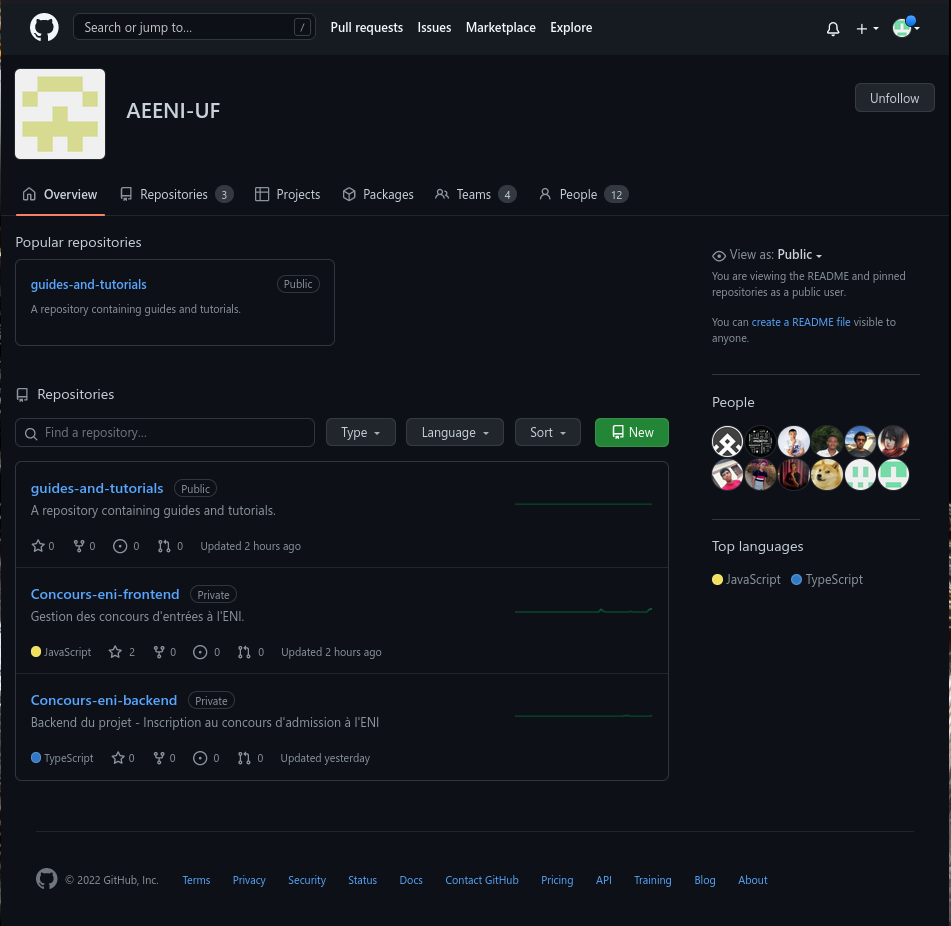 Search or jump to... /
Pull requests Issues Marketplace Explore
AEENI-UF
Unfollow
Overview Repositories 3 Projects Packages Teams 4 People 12
Popular repositories
guides-and-tutorials Public
A repository containing guides and tutorials.
View as: Public
You are viewing the README and pinned
repositories as a public user.
You can create a README file visible to
anyone.
Repositories
Find a repository... Type Language Sort New
guides-and-tutorials Public
A repository containing guides and tutorials.
0 0 0 0 Updated 2 hours ago
Concours-eni-frontend Private
Gestion des concours d'entrées à l'ENI.
JavaScript 2 0 0 0 Updated 2 hours ago
Concours-eni-backend Private
Backend du projet - Inscription au concours d'admission à l'ENI
TypeScript 0 0 0 0 Updated yesterday
People
Top languages
JavaScript TypeScript
© 2022 GitHub, Inc. Terms Privacy Security Status Docs Contact GitHub Pricing API Training Blog About